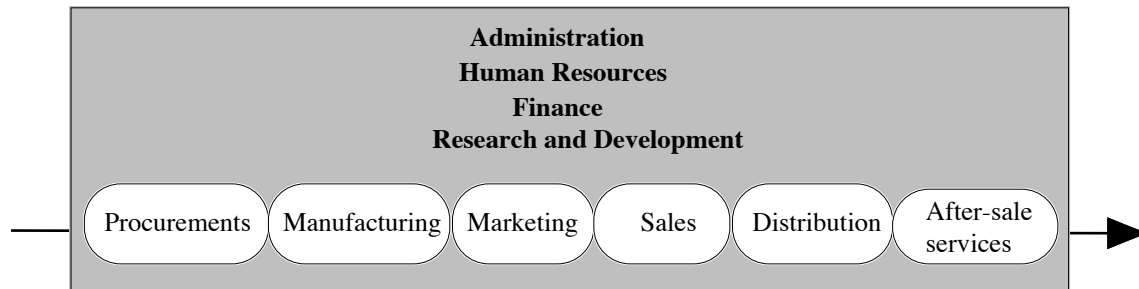 Administration
Human Resources
Finance
Research and Development
Procurements
Manufacturing
Marketing
Sales
Distribution
After-sale
services